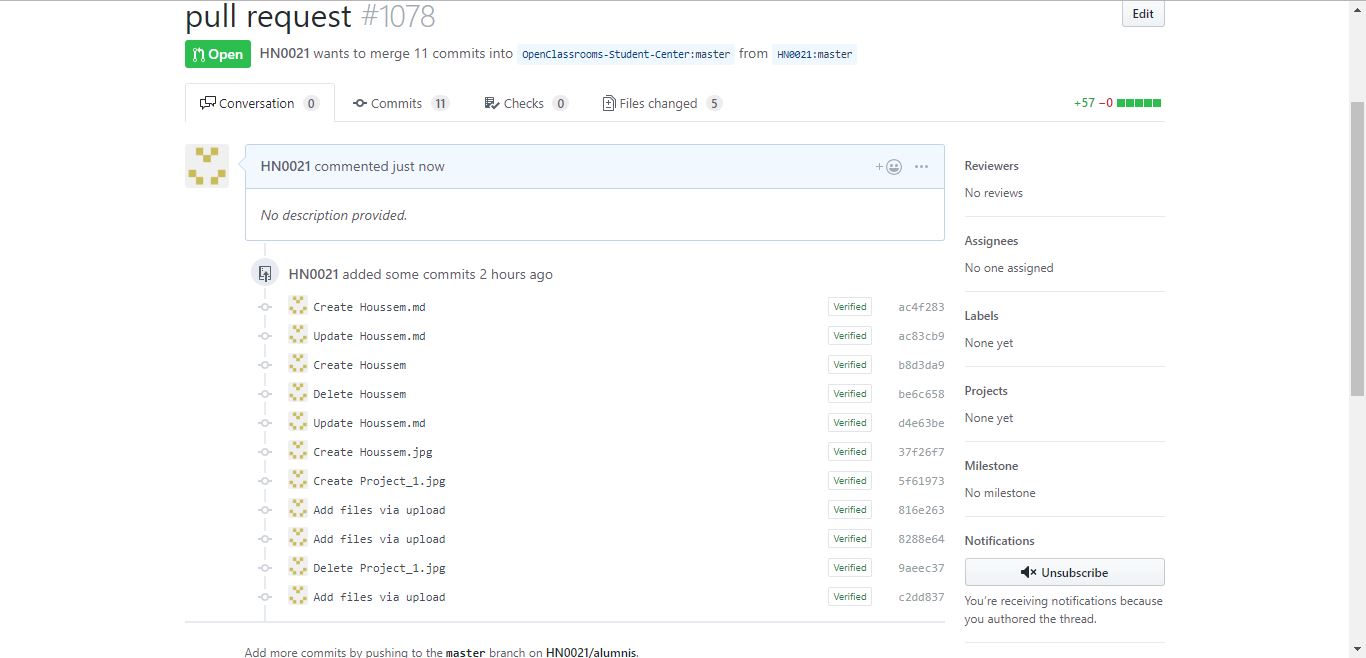 pull request #1078
Edit
Open HN0021 wants to merge 11 commits into OpenClassrooms-Student-Center:master from HN0021:master
Conversation 0 Commits 11 Checks 0 Files changed 5 +57 −0
HN0021 commented just now
No description provided.
HN0021 added some commits 2 hours ago
Create Houssem.md Verified ac4f283
Update Houssem.md Verified ac83cb9
Create Houssem Verified b8d3da9
Delete Houssem Verified be6c658
Update Houssem.md Verified d4e63be
Create Houssem.jpg Verified 37f26f7
Create Project_1.jpg Verified 5f61973
Add files via upload Verified 816e263
Add files via upload Verified 8288e64
Delete Project_1.jpg Verified 9aeec37
Add files via upload Verified c2dd837
Add more commits by pushing to the master branch on HN0021/alumnis.
Reviewers
No reviews
Assignees
No one assigned
Labels
None yet
Projects
None yet
Milestone
No milestone
Notifications
Unsubscribe
You're receiving notifications because
you authored the thread.